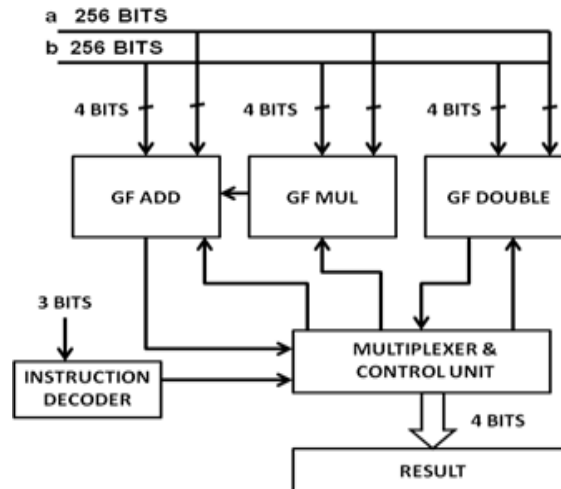 a 256 BITS
b 256 BITS
4 BITS
4 BITS
4 BITS
GF ADD
GF MUL
GF DOUBLE
3 BITS
INSTRUCTION
DECODER
MULTIPLEXER &
CONTROL UNIT
4 BITS
RESULT